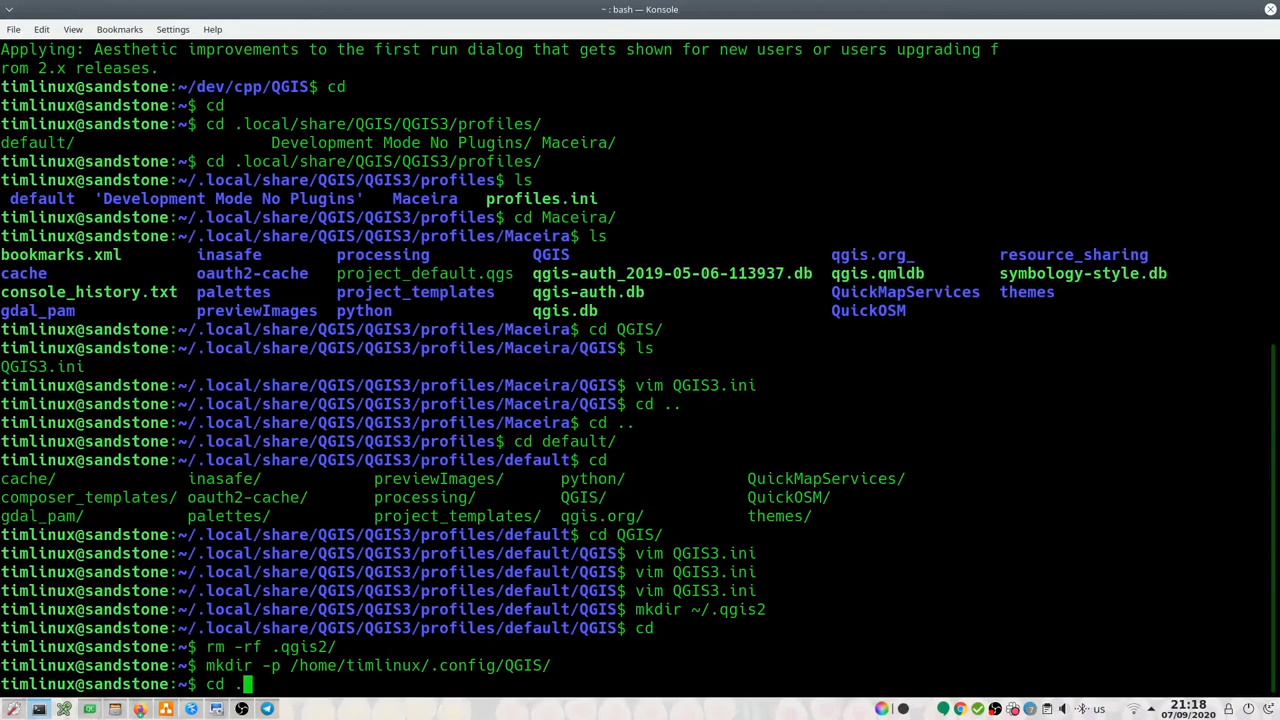 ~ : bash — Konsole
File Edit View Bookmarks Settings Help
Applying: Aesthetic improvements to the first run dialog that gets shown for new users or users upgrading f
rom 2.x releases.
timlinux@sandstone:~/dev/cpp/QGIS$ cd
timlinux@sandstone:~$ cd
timlinux@sandstone:~$ cd .local/share/QGIS/QGIS3/profiles/
default/ Development Mode No Plugins/ Maceira/
timlinux@sandstone:~$ cd .local/share/QGIS/QGIS3/profiles/
timlinux@sandstone:~/.local/share/QGIS/QGIS3/profiles$ ls
default 'Development Mode No Plugins' Maceira profiles.ini
timlinux@sandstone:~/.local/share/QGIS/QGIS3/profiles$ cd Maceira/
timlinux@sandstone:~/.local/share/QGIS/QGIS3/profiles/Maceira$ ls
bookmarks.xml inasafe processing QGIS qgis.org_ resource_sharing
cache oauth2-cache project_default.qgs qgis-auth_2019-05-06-113937.db qgis.qmldb symbology-style.db
console_history.txt palettes project_templates qgis-auth.db QuickMapServices themes
gdal_pam previewImages python qgis.db QuickOSM
timlinux@sandstone:~/.local/share/QGIS/QGIS3/profiles/Maceira$ cd QGIS/
timlinux@sandstone:~/.local/share/QGIS/QGIS3/profiles/Maceira/QGIS$ ls
QGIS3.ini
timlinux@sandstone:~/.local/share/QGIS/QGIS3/profiles/Maceira/QGIS$ vim QGIS3.ini
timlinux@sandstone:~/.local/share/QGIS/QGIS3/profiles/Maceira/QGIS$ cd ..
timlinux@sandstone:~/.local/share/QGIS/QGIS3/profiles/Maceira$ cd ..
timlinux@sandstone:~/.local/share/QGIS/QGIS3/profiles$ cd default/
timlinux@sandstone:~/.local/share/QGIS/QGIS3/profiles/default$ cd
cache/ inasafe/ previewImages/ python/ QuickMapServices/
composer_templates/ oauth2-cache/ processing/ QGIS/ QuickOSM/
gdal_pam/ palettes/ project_templates/ qgis.org/ themes/
timlinux@sandstone:~/.local/share/QGIS/QGIS3/profiles/default$ cd QGIS/
timlinux@sandstone:~/.local/share/QGIS/QGIS3/profiles/default/QGIS$ vim QGIS3.ini
timlinux@sandstone:~/.local/share/QGIS/QGIS3/profiles/default/QGIS$ vim QGIS3.ini
timlinux@sandstone:~/.local/share/QGIS/QGIS3/profiles/default/QGIS$ vim QGIS3.ini
timlinux@sandstone:~/.local/share/QGIS/QGIS3/profiles/default/QGIS$ mkdir ~/.qgis2
timlinux@sandstone:~/.local/share/QGIS/QGIS3/profiles/default/QGIS$ cd
timlinux@sandstone:~$ rm -rf .qgis2/
timlinux@sandstone:~$ mkdir -p /home/timlinux/.config/QGIS/
timlinux@sandstone:~$ cd .
us
21:18
07/09/2020